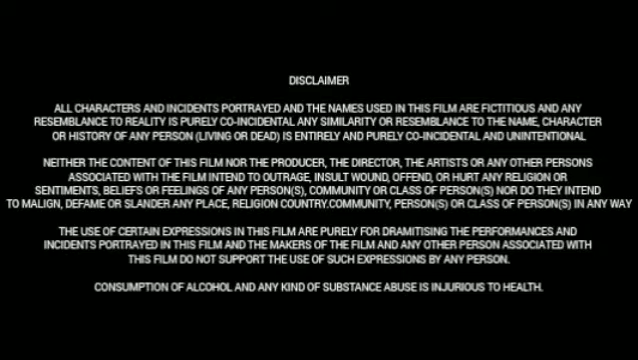 DISCLAIMER
ALL CHARACTERS AND INCIDENTS PORTRAYED AND THE NAMES USED IN THIS FILM ARE FICTITIOUS AND ANY
RESEMBLANCE TO REALITY IS PURELY CO-INCIDENTAL ANY SIMILARITY OR RESEMBLANCE TO THE NAME, CHARACTER
OR HISTORY OF ANY PERSON (LIVING OR DEAD) IS ENTIRELY AND PURELY CO-INCIDENTAL AND UNINTENTIONAL
NEITHER THE CONTENT OF THIS FILM NOR THE PRODUCER, THE DIRECTOR, THE ARTISTS OR ANY OTHER PERSONS
ASSOCIATED WITH THE FILM INTEND TO OUTRAGE, INSULT WOUND, OFFEND, OR HURT ANY RELIGION OR
SENTIMENTS, BELIEFS OR FEELINGS OF ANY PERSON(S), COMMUNITY OR CLASS OF PERSON(S) NOR DO THEY INTEND
TO MALIGN, DEFAME OR SLANDER ANY PLACE, RELIGION COUNTRY.COMMUNITY, PERSON(S) OR CLASS OF PERSON(S) IN ANY WAY
THE USE OF CERTAIN EXPRESSIONS IN THIS FILM ARE PURELY FOR DRAMITISING THE PERFORMANCES AND
INCIDENTS PORTRAYED IN THIS FILM AND THE MAKERS OF THE FILM AND ANY OTHER PERSON ASSOCIATED WITH
THIS FILM DO NOT SUPPORT THE USE OF SUCH EXPRESSIONS BY ANY PERSON.
CONSUMPTION OF ALCOHOL AND ANY KIND OF SUBSTANCE ABUSE IS INJURIOUS TO HEALTH.